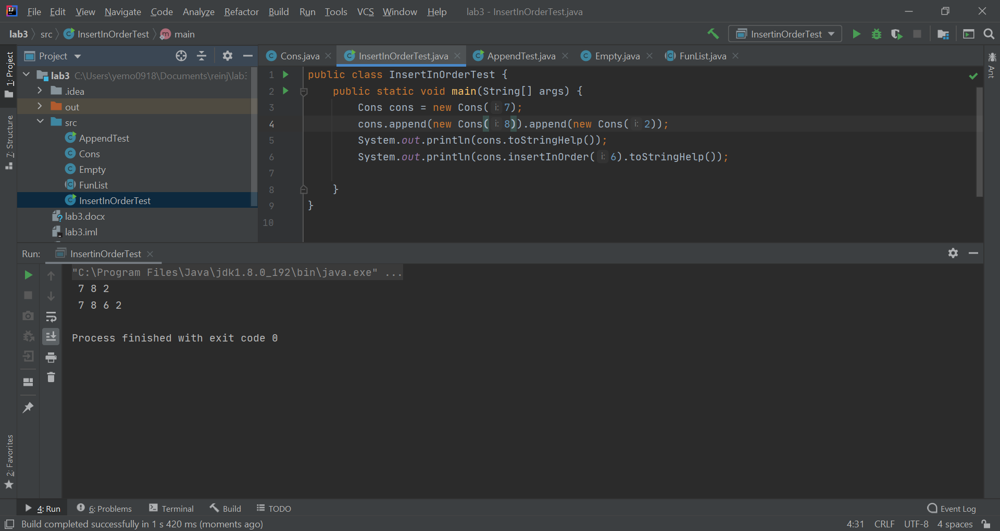 File Edit View Navigate Code Analyze Refactor Build Run Tools VCS Window Help lab3 - InsertInOrderTest.java
lab3 src InsertInOrderTest main InsertinOrderTest
Project
Cons.java InsertInOrderTest.java AppendTest.java Empty.java FunList.java
1: Project
7: Structure
2: Favorites
Ant
lab3 C:\Users\yemo0918\Documents\reinj\lab3
.idea
out
src
AppendTest
Cons
Empty
FunList
InsertInOrderTest
lab3.docx
lab3.iml
1 public class InsertInOrderTest {
2 public static void main(String[] args) {
3 Cons cons = new Cons( i: 7);
4 cons.append(new Cons( i: 8)).append(new Cons( i: 2));
5 System.out.println(cons.toStringHelp());
6 System.out.println(cons.insertInOrder( i: 6).toStringHelp());
7
8 }
9 }
10
Run: InsertinOrderTest
"C:\Program Files\Java\jdk1.8.0_192\bin\java.exe" ...
7 8 2
7 8 6 2
Process finished with exit code 0
4: Run 6: Problems Terminal Build TODO Event Log
Build completed successfully in 1 s 420 ms (moments ago) 4:31 CRLF UTF-8 4 spaces